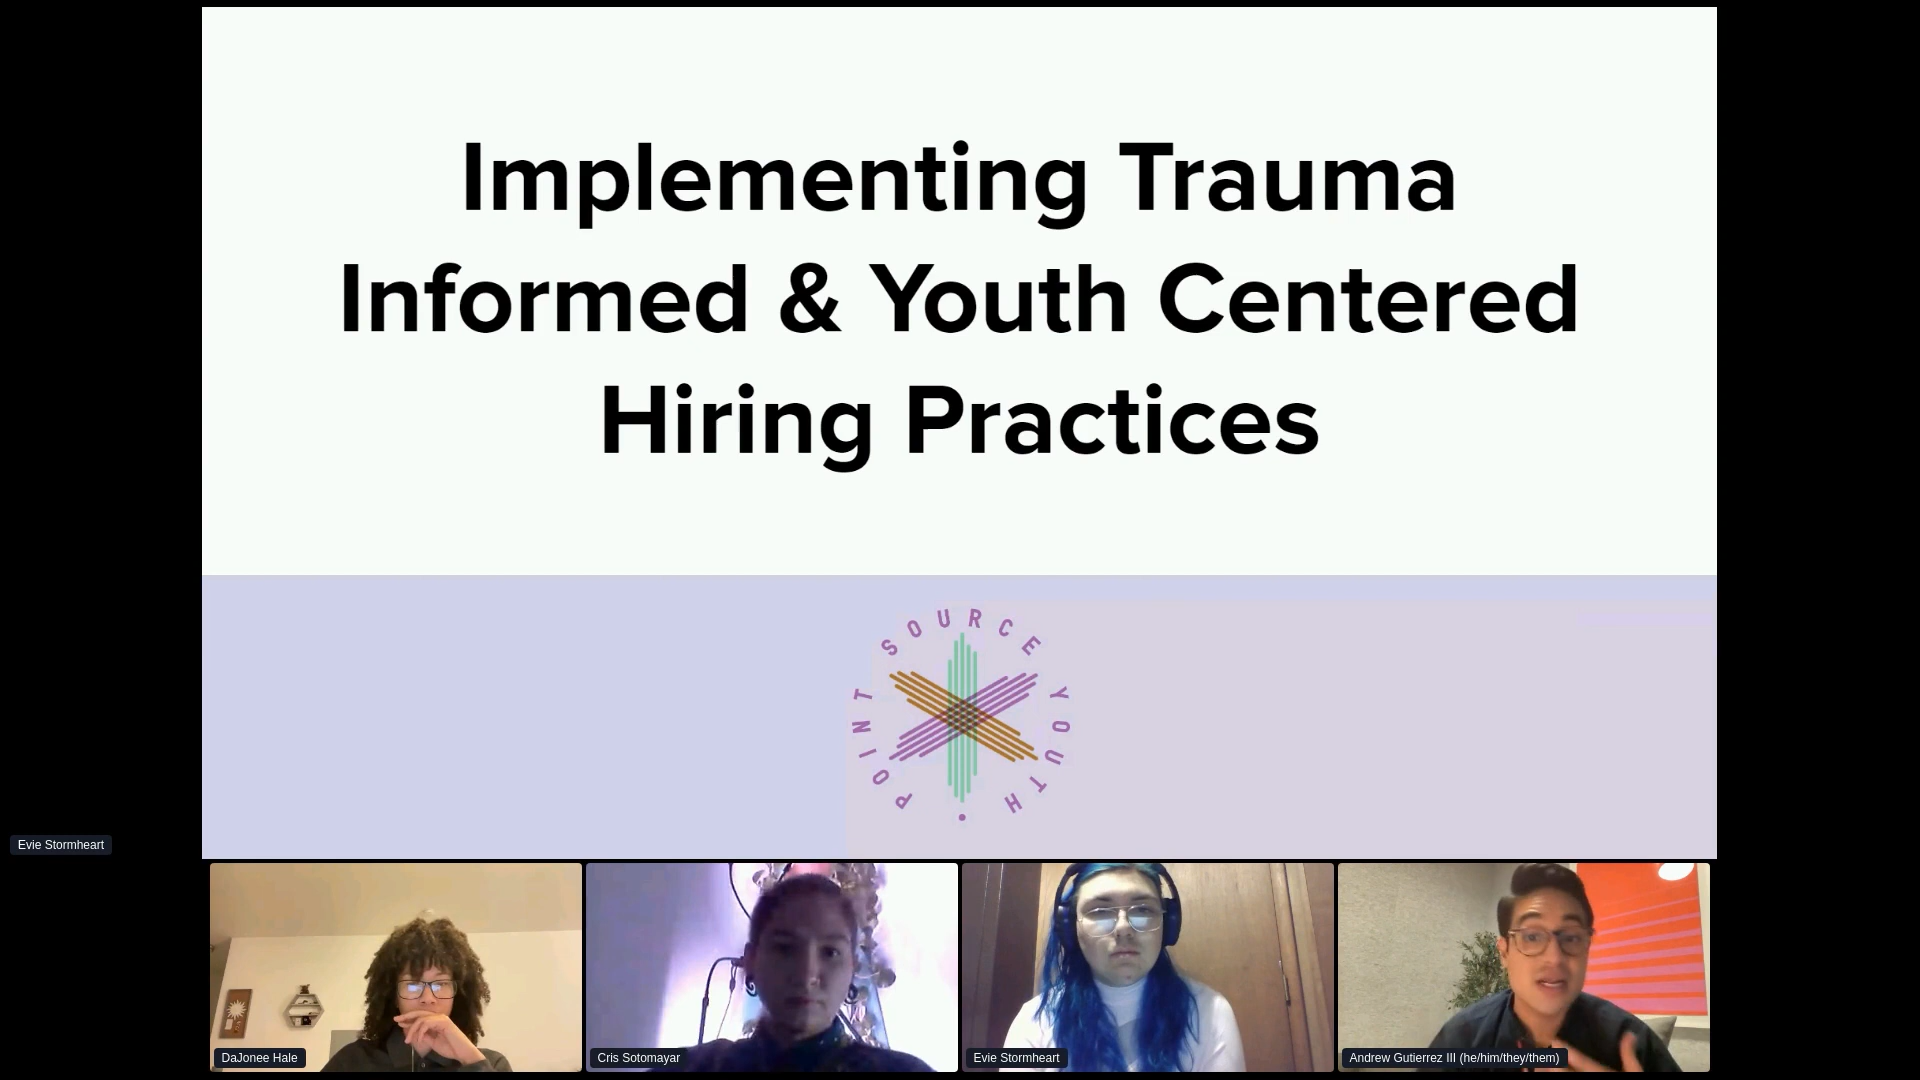 Implementing Trauma
Informed & Youth Centered
Hiring Practices
POINT SOURCE YOUTH
Evie Stormheart
DaJonee Hale
Cris Sotomayar
Evie Stormheart
Andrew Gutierrez III (he/him/they/them)